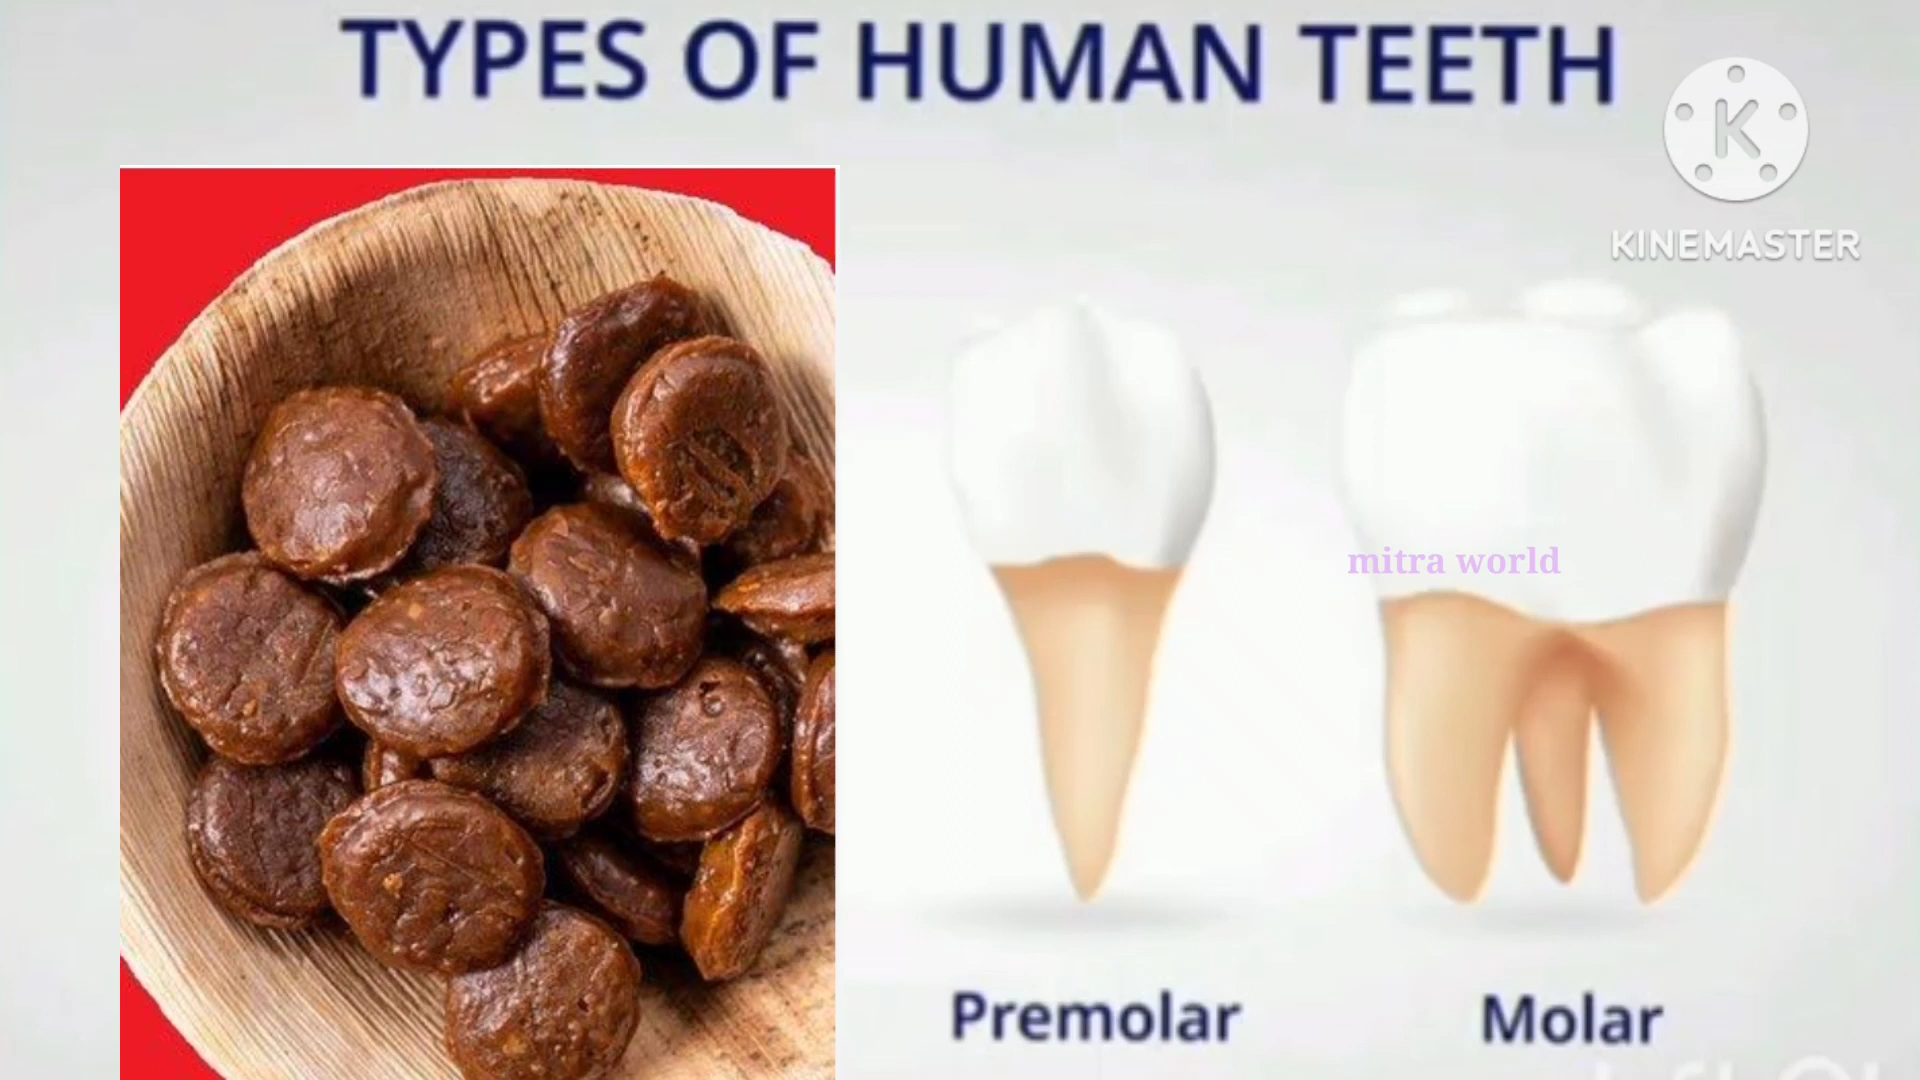 TYPES OF HUMAN TEETH
K
KINEMASTER
mitra world
Premolar
Molar